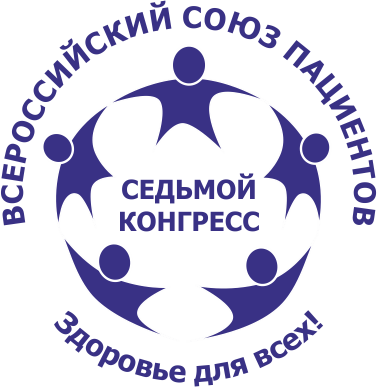 ВСЕРОССИЙСКИЙ СОЮЗ ПАЦИЕНТОВ
СЕДЬМОЙ
КОНГРЕСС
Здоровье для всех!